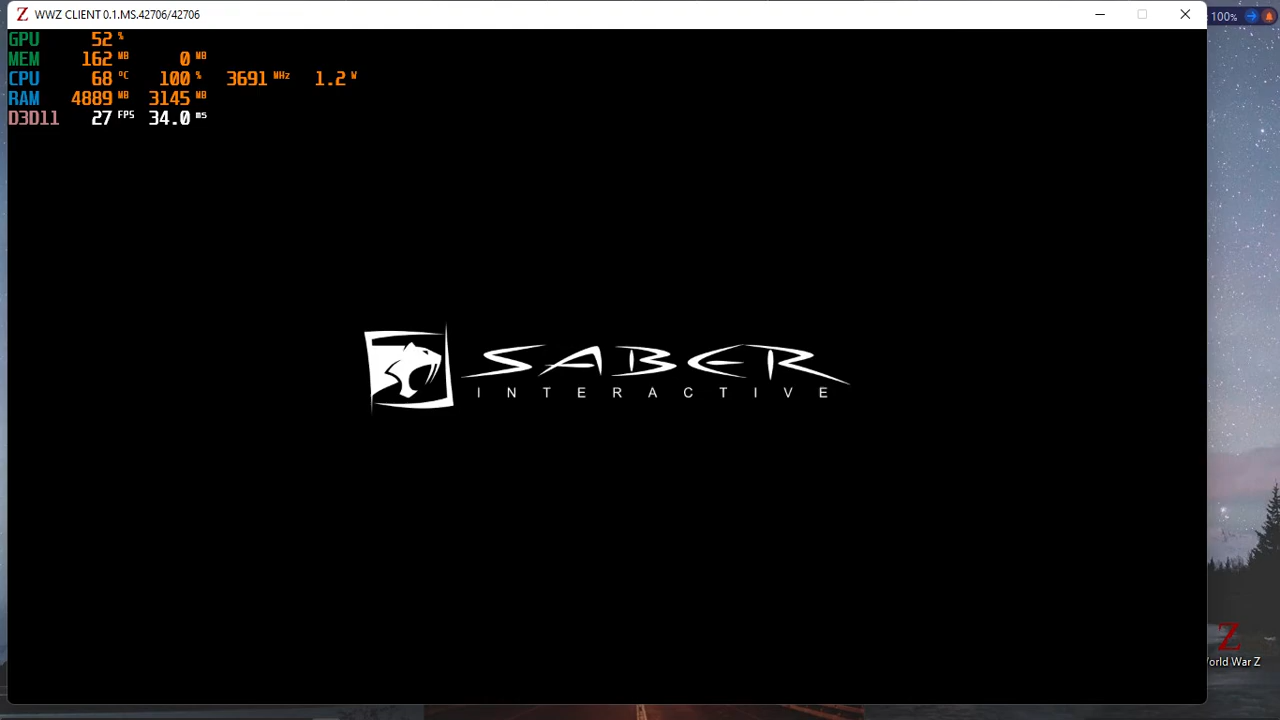 WWZ CLIENT 0.1.MS.42706/42706
100%
GPU 52 %
MEM 162 MB 0 MB
CPU 68 °C 100 % 3691 MHz 1.2 W
RAM 4889 MB 3145 MB
D3D11 27 FPS 34.0 ms
SABER
INTERACTIVE
Z
orld War Z